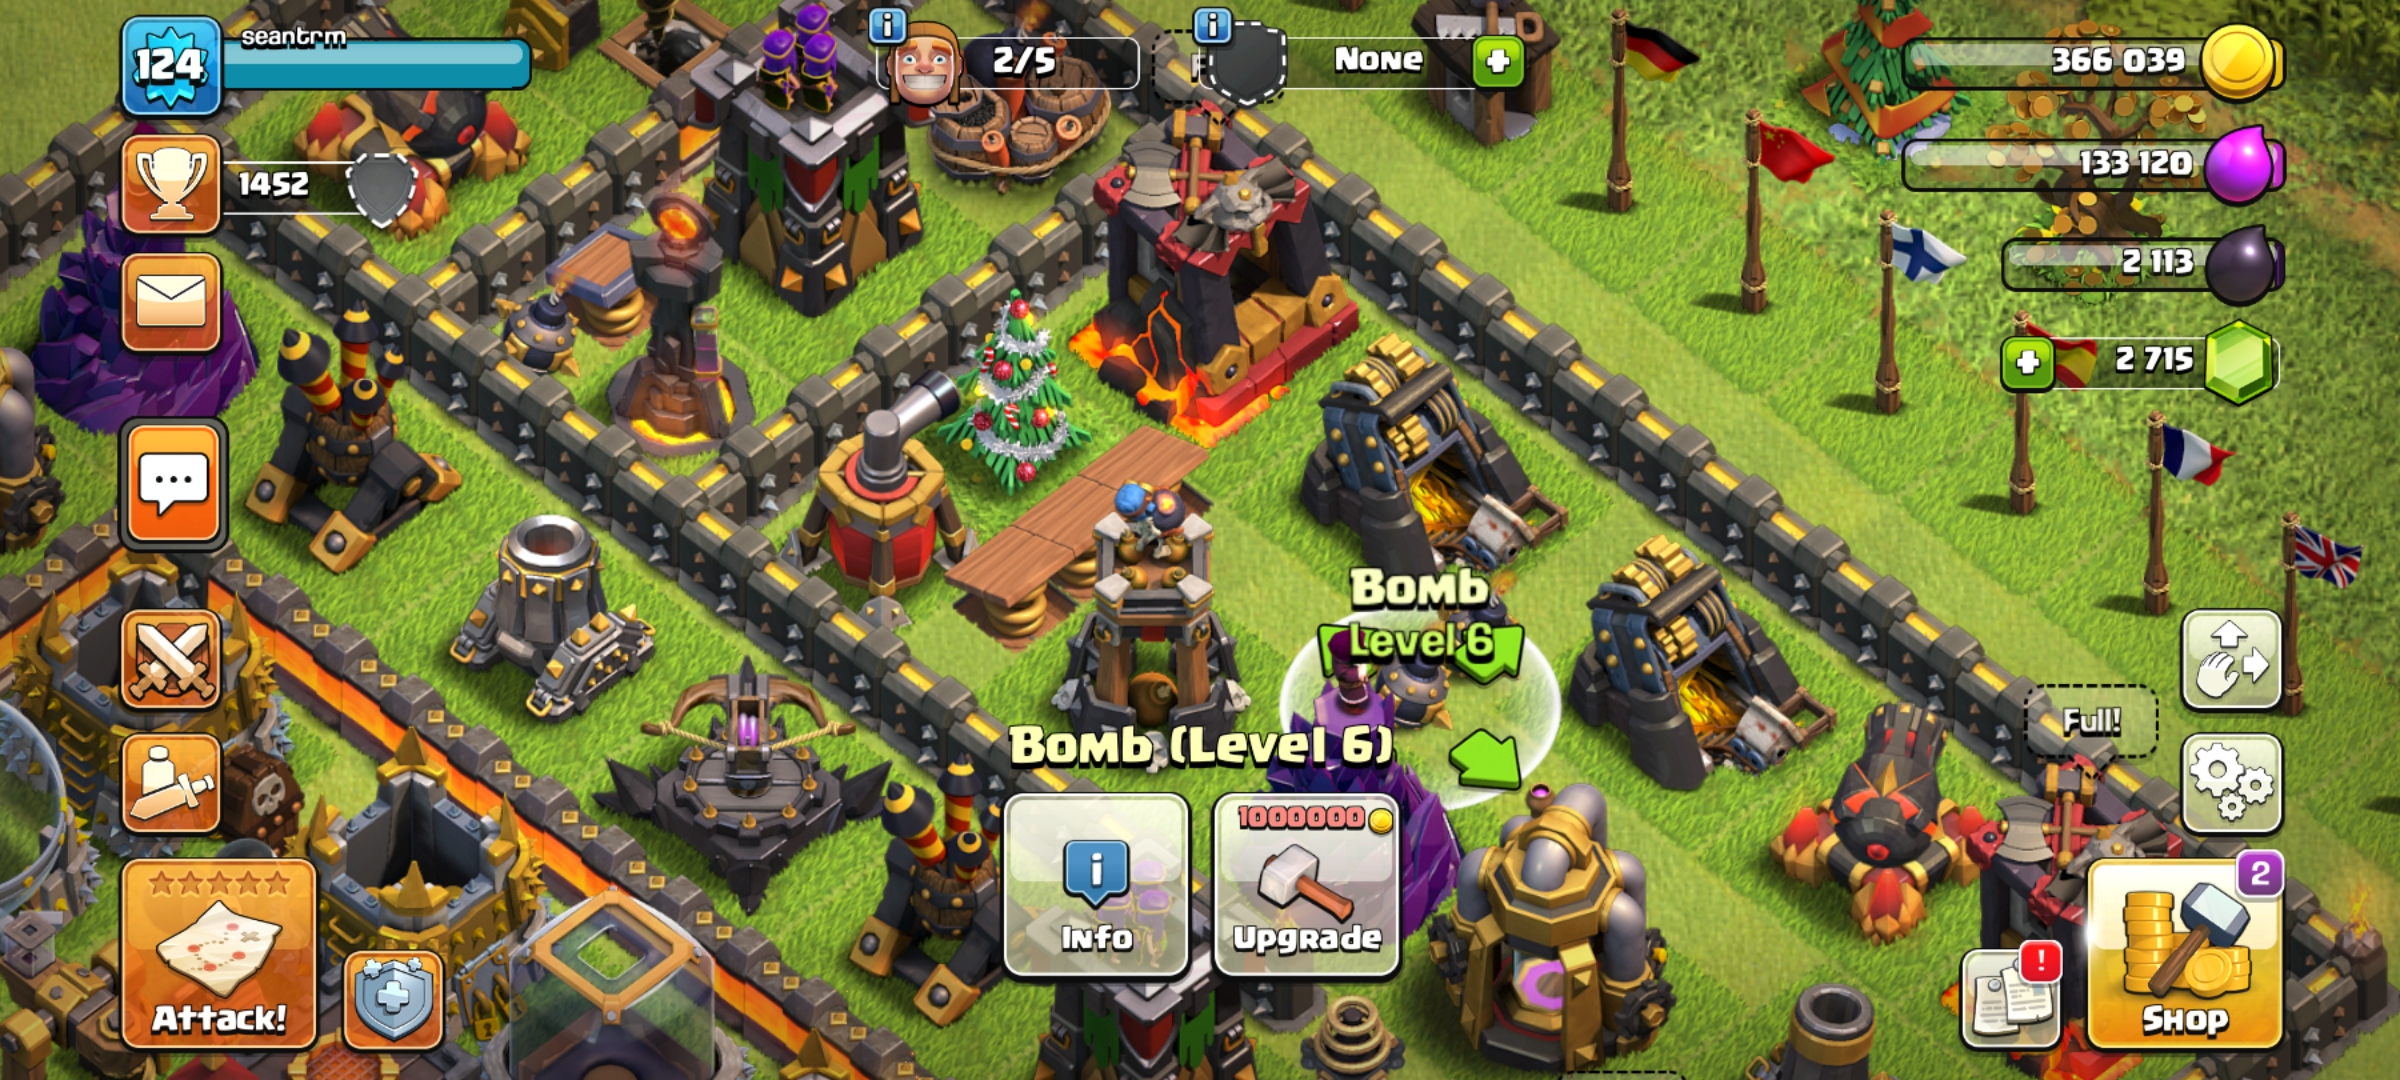 124
seantrm
2/5
None
366 039
1452
133 120
2 113
2 715
Bomb
Level 6
Full!
Bomb (Level 6)
1000000
Info
Upgrade
2
Attack!
!
Shop